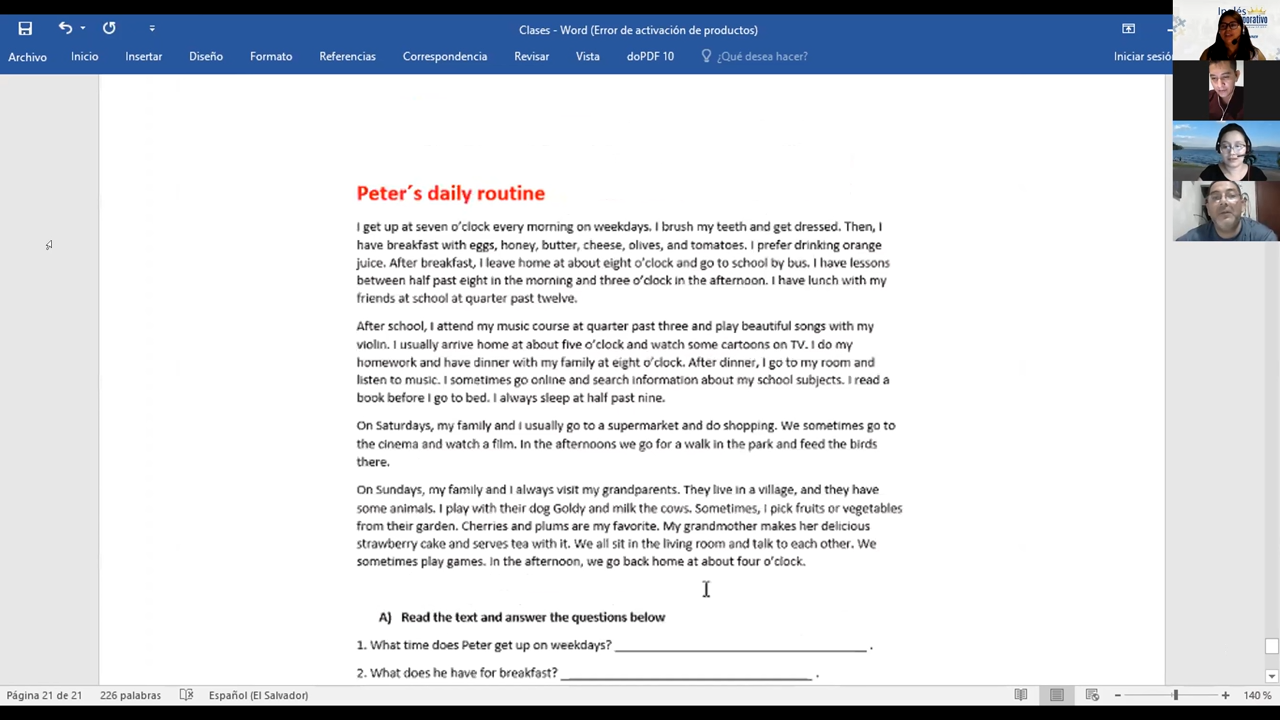 Clases - Word (Error de activación de productos)
Archivo Inicio Insertar Diseño Formato Referencias Correspondencia Revisar Vista doPDF 10 ¿Qué desea hacer? Iniciar sesió
Inglés
Peter´s daily routine
I get up at seven o'clock every morning on weekdays. I brush my teeth and get dressed. Then, I
have breakfast with eggs, honey, butter, cheese, olives, and tomatoes. I prefer drinking orange
juice. After breakfast, I leave home at about eight o'clock and go to school by bus. I have lessons
between half past eight in the morning and three o'clock in the afternoon. I have lunch with my
friends at school at quarter past twelve.
After school, I attend my music course at quarter past three and play beautiful songs with my
violin. I usually arrive home at about five o'clock and watch some cartoons on TV. I do my
homework and have dinner with my family at eight o'clock. After dinner, I go to my room and
listen to music. I sometimes go online and search information about my school subjects. I read a
book before I go to bed. I always sleep at half past nine.
On Saturdays, my family and I usually go to a supermarket and do shopping. We sometimes go to
the cinema and watch a film. In the afternoons we go for a walk in the park and feed the birds
there.
On Sundays, my family and I always visit my grandparents. They live in a village, and they have
some animals. I play with their dog Goldy and milk the cows. Sometimes, I pick fruits or vegetables
from their garden. Cherries and plums are my favorite. My grandmother makes her delicious
strawberry cake and serves tea with it. We all sit in the living room and talk to each other. We
sometimes play games. In the afternoon, we go back home at about four o'clock.
A) Read the text and answer the questions below
1. What time does Peter get up on weekdays? ______________________________ .
2. What does he have for breakfast? ______________________________ .
Página 21 de 21 226 palabras Español (El Salvador) 140 %